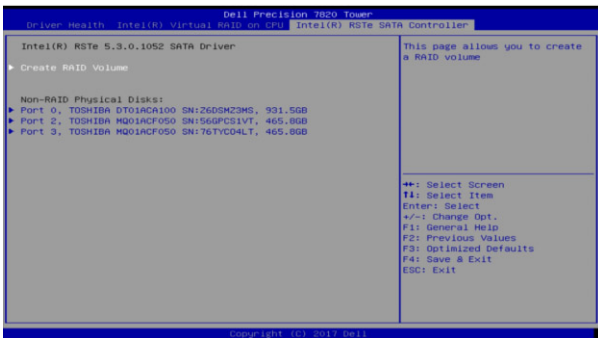 Dell Precision 7820 Tower
Driver Health Intel(R) Virtual RAID on CPU Intel(R) RSTe SATA Controller
Intel(R) RSTe 5.3.0.1052 SATA Driver
Create RAID Volume
Non-RAID Physical Disks:
Port 0, TOSHIBA DT01ACA100 SN:Z6DSMZ3MS, 931.5GB
Port 2, TOSHIBA MQ01ACF050 SN:56GPCS1VT, 465.8GB
Port 3, TOSHIBA MQ01ACF050 SN:76TYCO4LT, 465.8GB
This page allows you to create
a RAID volume
→←: Select Screen
↑↓: Select Item
Enter: Select
+/-: Change Opt.
F1: General Help
F2: Previous Values
F3: Optimized Defaults
F4: Save & Exit
ESC: Exit
Copyright (C) 2017 Dell